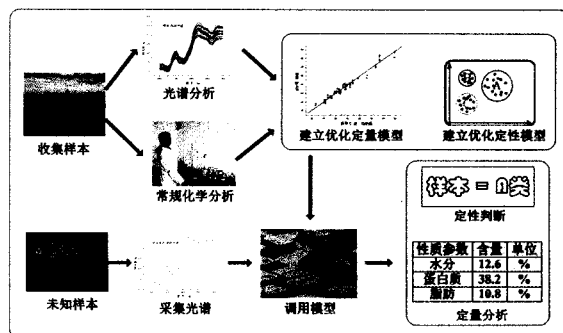 光谱分析
收集样本
常规化学分析
建立优化定量模型
建立优化定性模型
样本=n类
定性判断
未知样本
采集光谱
调用模型
性质参数 含量 单位
水分 12.6 %
蛋白质 38.2 %
脂肪 10.8 %
定量分析